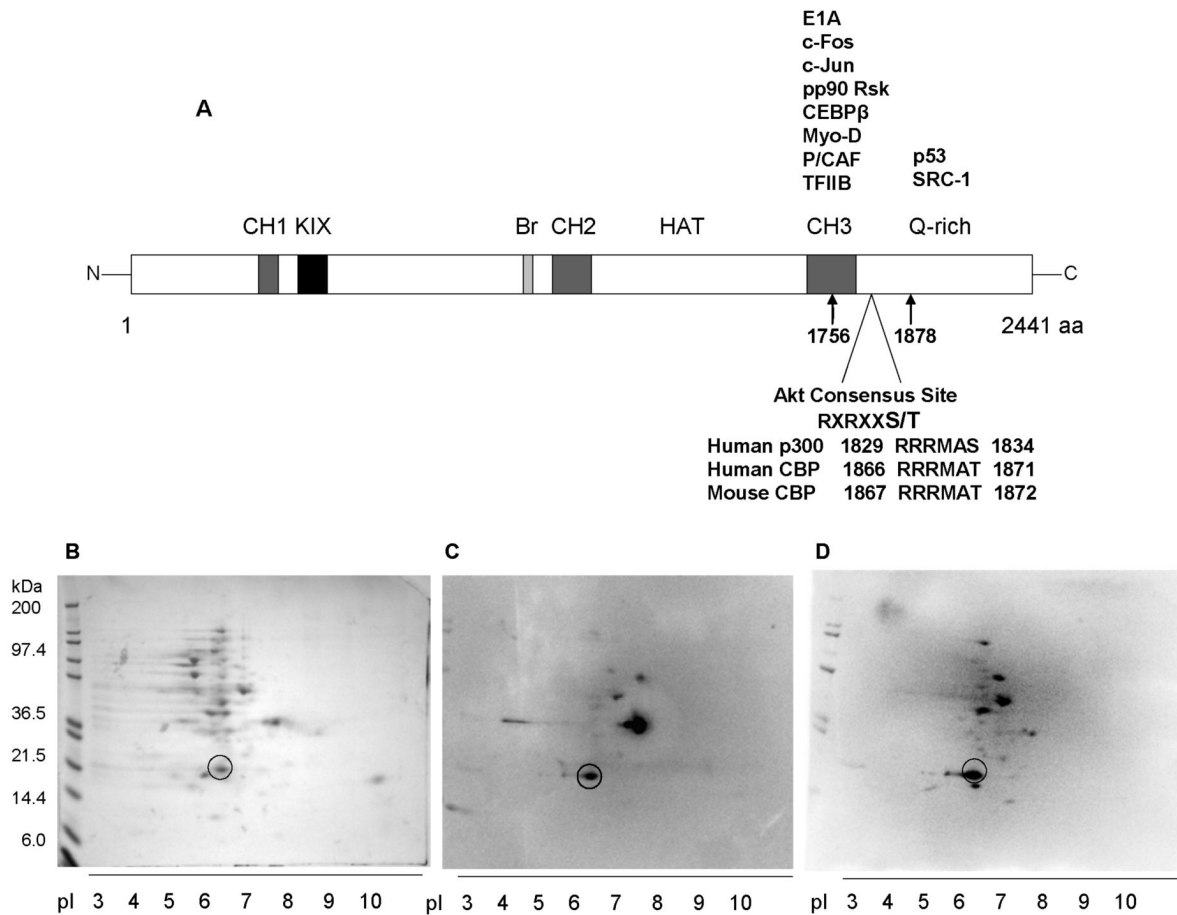 E1A
c-Fos
c-Jun
pp90 Rsk
A
CEBPβ
Myo-D
P/CAF
p53
TFIIB
SRC-1
CH1 KIX
Br CH2
HAT
CH3
Q-rich
N
C
1
1756
1878
2441 aa
Akt Consensus Site
RXRXXS/T
Human p300 1829 RRRMAS 1834
Human CBP 1866 RRRMAT 1871
Mouse CBP 1867 RRRMAT 1872
B
C
D
kDa
200
97.4
36.5
21.5
14.4
6.0
pI 3 4 5 6 7 8 9 10
pI 3 4 5 6 7 8 9 10
pI 3 4 5 6 7 8 9 10